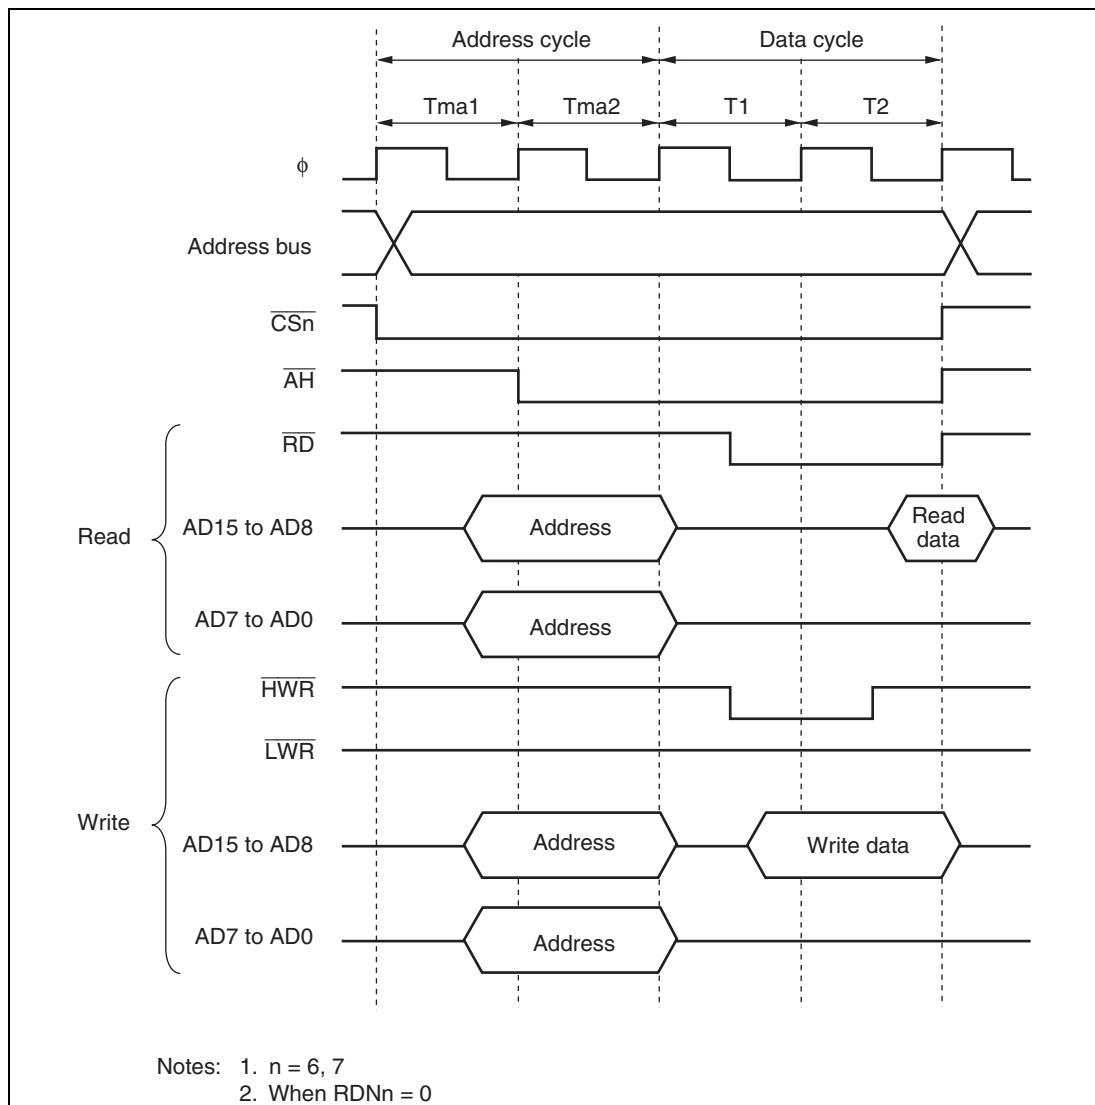 Address cycle Data cycle
Tma1 Tma2 T1 T2
ϕ
Address bus
CSn
AH
RD
Read AD15 to AD8 Address Read
data
AD7 to AD0 Address
HWR
LWR
Write AD15 to AD8 Address Write data
AD7 to AD0 Address
Notes: 1. n = 6, 7
2. When RDNn = 0